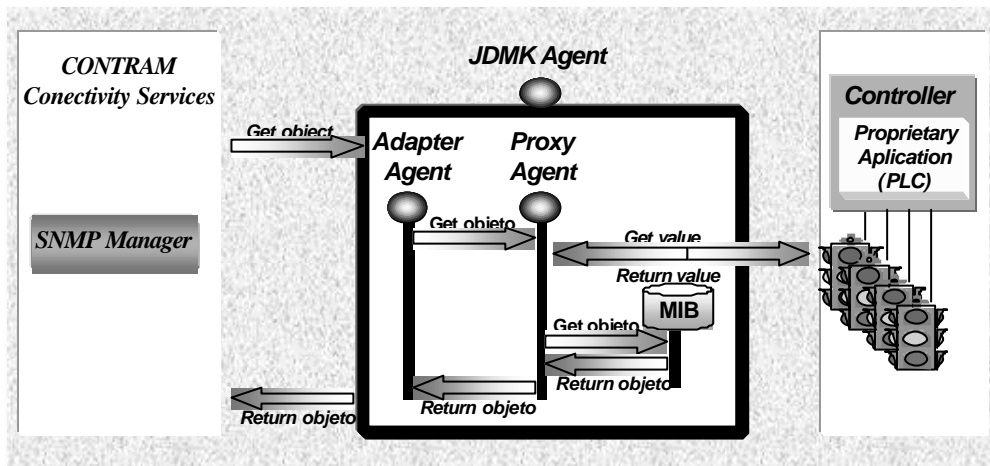 CONTRAM
Conectivity Services
SNMP Manager
Get object
Return objeto
JDMK Agent
Adapter
Agent
Proxy
Agent
Get objeto
Get value
Return value
MIB
Get objeto
Return objeto
Return objeto
Controller
Proprietary
Aplication
(PLC)